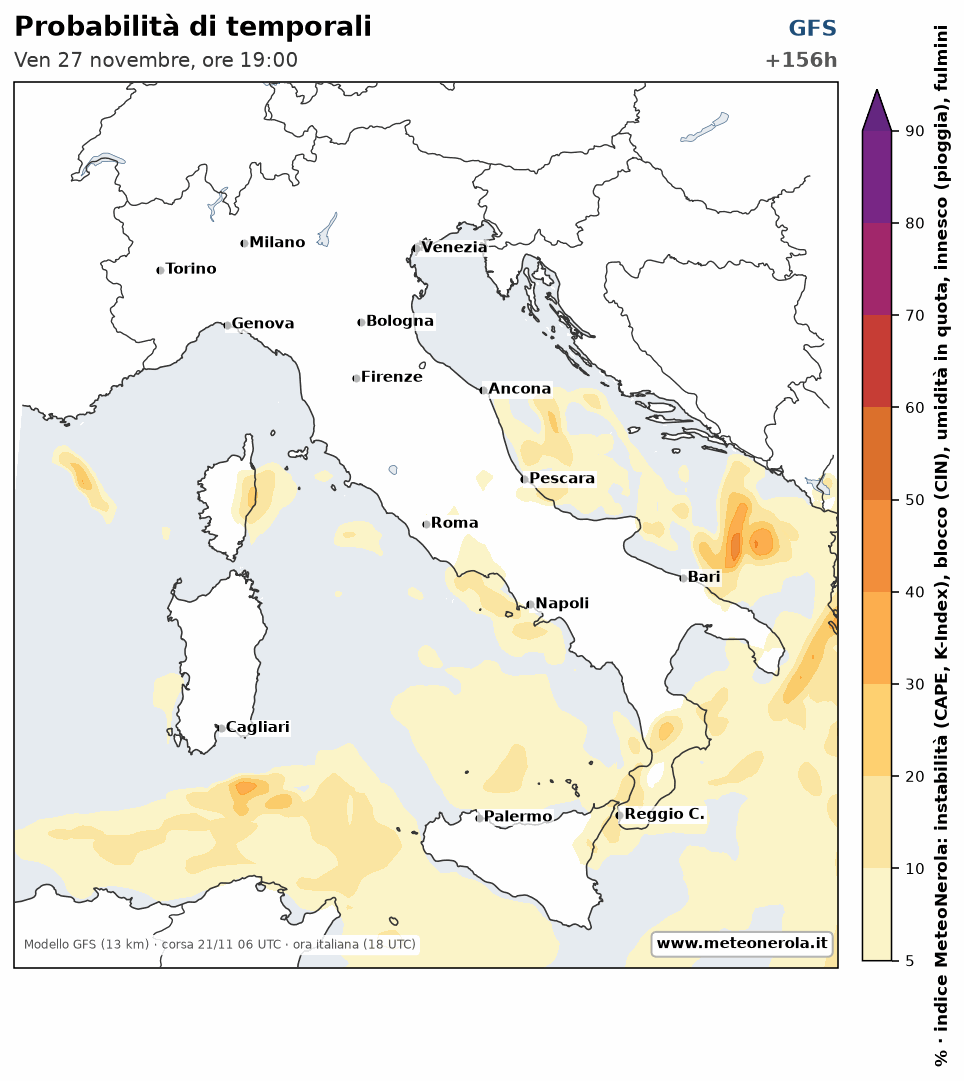 Probabilità di temporali
GFS
Ven 27 novembre, ore 19:00
+156h
Milano
Venezia
Torino
Genova
Bologna
Firenze
Ancona
Pescara
Roma
Bari
Napoli
Cagliari
Palermo
Reggio C.
Modello GFS (13 km) · corsa 21/11 06 UTC · ora italiana (18 UTC)
www.meteonerola.it
90
80
70
60
50
40
30
20
10
5
% · indice MeteoNerola: instabilità (CAPE, K-Index), blocco (CIN), umidità in quota, innesco (pioggia), fulmini